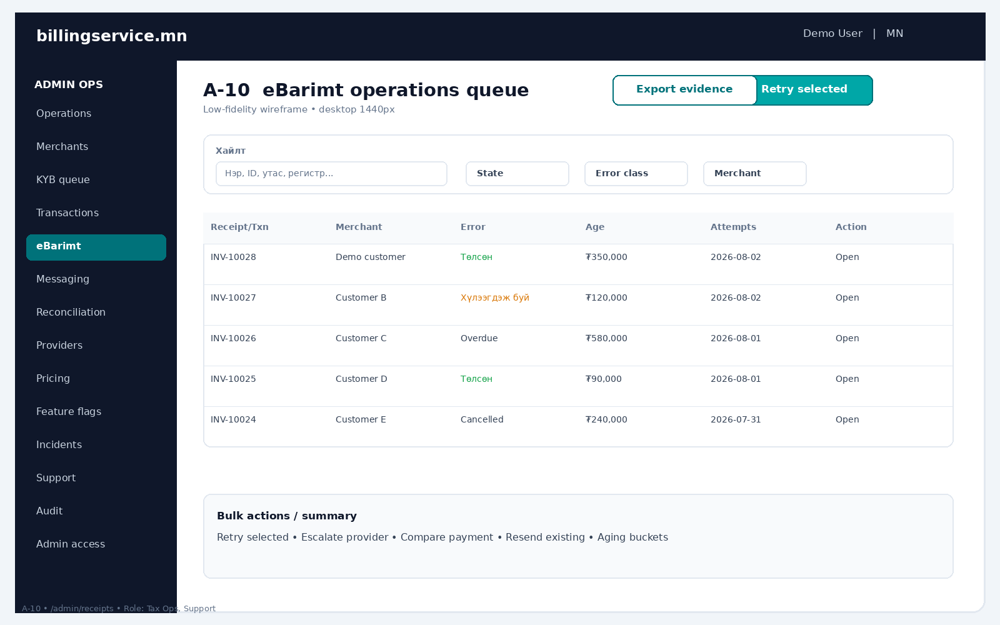 billingservice.mn
Demo User | MN
ADMIN OPS
Operations
Merchants
KYB queue
Transactions
eBarimt
Messaging
Reconciliation
Providers
Pricing
Feature flags
Incidents
Support
Audit
Admin access
A-10 eBarimt operations queue
Low-fidelity wireframe • desktop 1440px
Export evidence
Retry selected
Хайлт
Нэр, ID, утас, регистр...
State
Error class
Merchant
Receipt/Txn Merchant Error Age Attempts Action
INV-10028 Demo customer Төлсөн ₮350,000 2026-08-02 Open
INV-10027 Customer B Хүлээгдэж буй ₮120,000 2026-08-02 Open
INV-10026 Customer C Overdue ₮580,000 2026-08-01 Open
INV-10025 Customer D Төлсөн ₮90,000 2026-08-01 Open
INV-10024 Customer E Cancelled ₮240,000 2026-07-31 Open
Bulk actions / summary
Retry selected • Escalate provider • Compare payment • Resend existing • Aging buckets
A-10 • /admin/receipts • Role: Tax Ops, Support